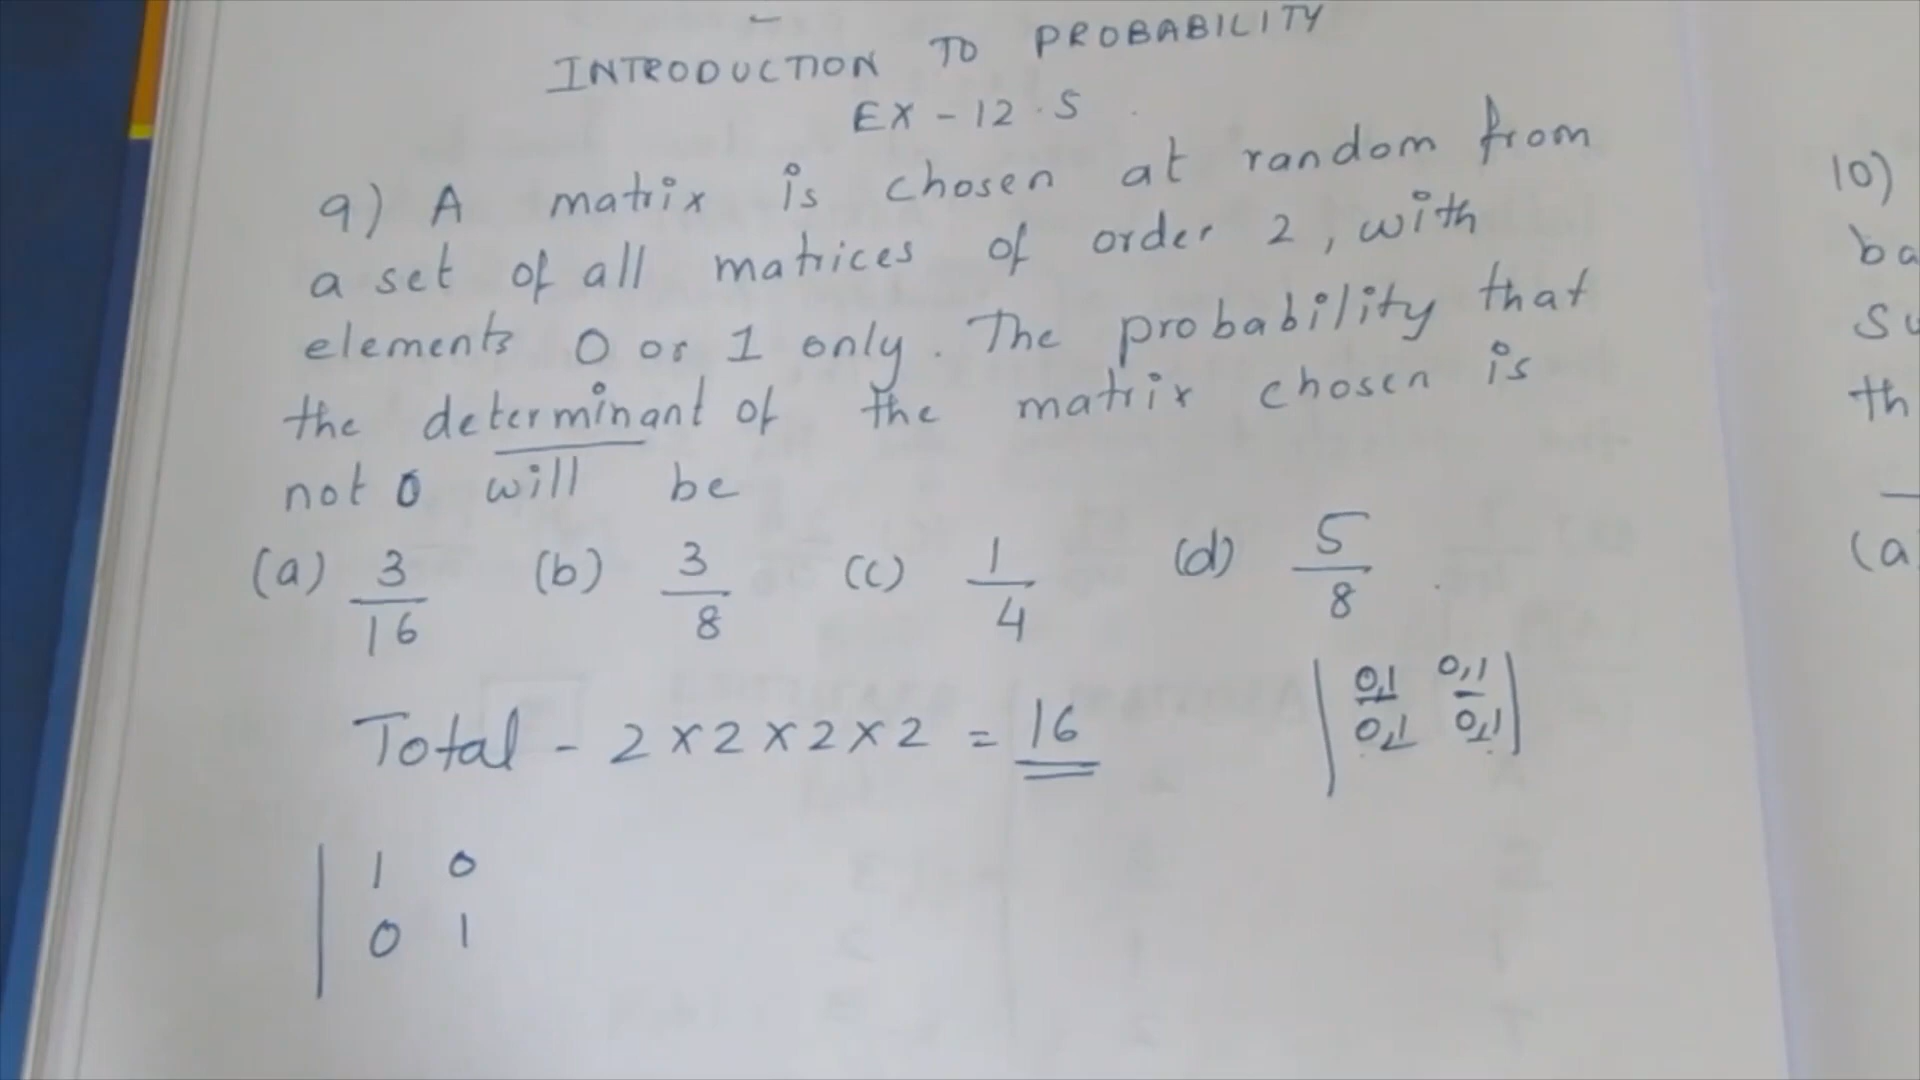 INTRODUCTION TO PROBABILITY
EX - 12.5
9) A matrix is chosen at random from
a set of all matrices of order 2, with
elements 0 or 1 only. The probability that
the determinant of the matrix chosen is
not 0 will be
(a) 3/16 (b) 3/8 (c) 1/4 (d) 5/8
Total - 2 x 2 x 2 x 2 = 16
| 0,1 0,1 |
| 0,1 0,1 |
| 1 0
| 0 1
10)
ba
su
th
(a